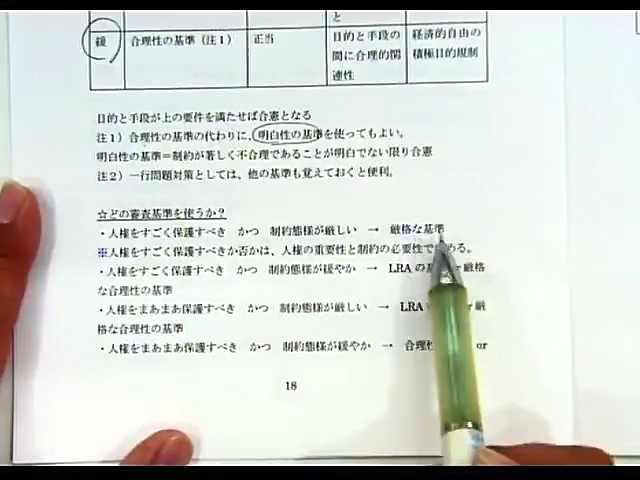 と
緩 合理性の基準（注１） 正当 目的と手段の 経済的自由の
間に合理的関 積極目的規制
連性
目的と手段が上の要件を満たせば合憲となる
注１）合理性の基準の代わりに、明白性の基準を使ってもよい。
明白性の基準＝制約が著しく不合理であることが明白でない限り合憲
注２）一行問題対策としては、他の基準も覚えておくと便利。
☆どの審査基準を使うか？
・人権をすごく保護すべき かつ 制約態様が厳しい → 厳格な基準
※人権をすごく保護すべきか否かは、人権の重要性と制約の必要性で める。
・人権をすごく保護すべき かつ 制約態様が緩やか → LRAの基 or 厳格
な合理性の基準
・人権をまあまあ保護すべき かつ 制約態様が厳しい → LRA 厳
格な合理性の基準
・人権をまあまあ保護すべき かつ 制約態様が緩やか → 合理性 or
18